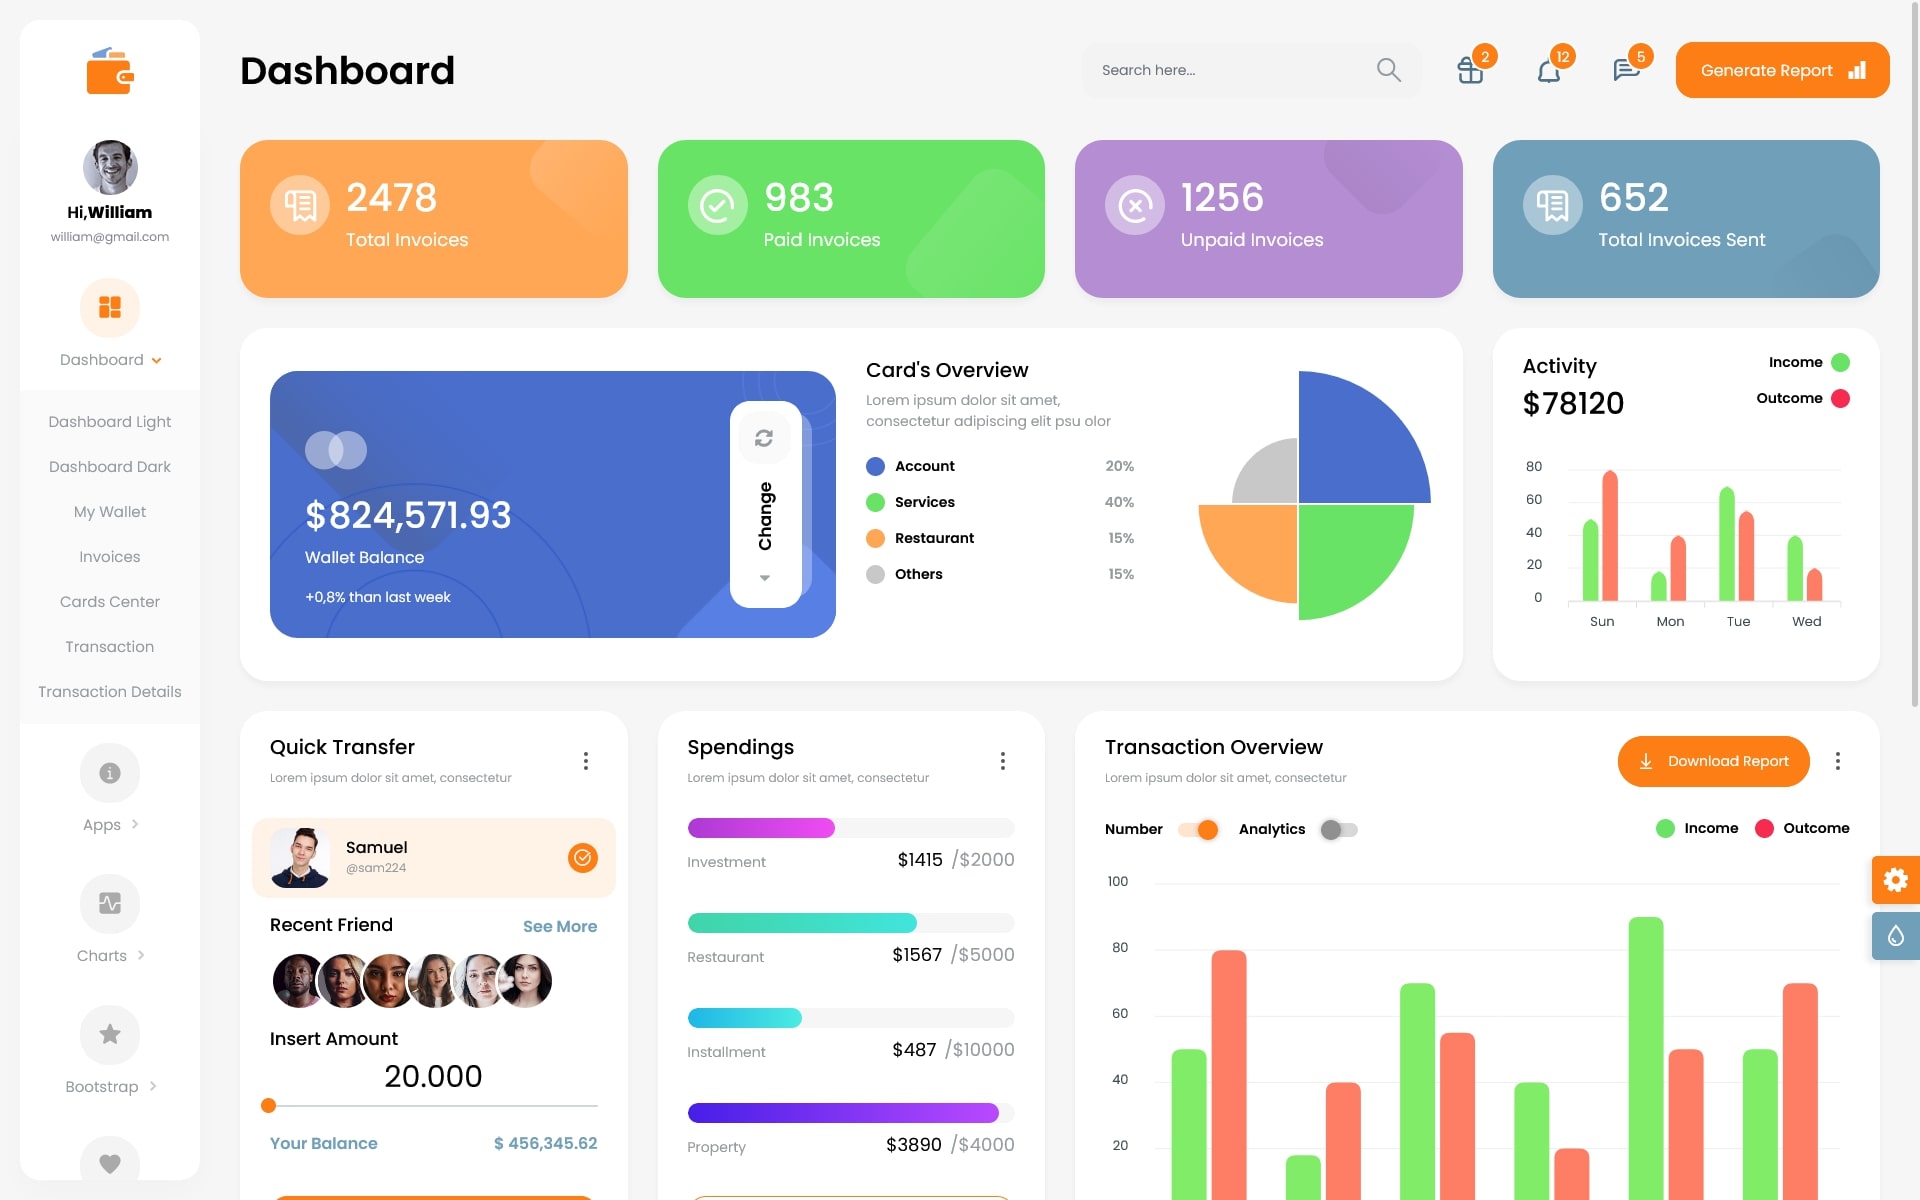 Dashboard
Search here...
2
12
5
Generate Report
Hi,William
william@gmail.com
Dashboard
Dashboard Light
Dashboard Dark
My Wallet
Invoices
Cards Center
Transaction
Transaction Details
Apps
Charts
Bootstrap
2478
Total Invoices
983
Paid Invoices
1256
Unpaid Invoices
652
Total Invoices Sent
$824,571.93
Wallet Balance
+0,8% than last week
Change
Card's Overview
Lorem ipsum dolor sit amet,
consectetur adipiscing elit psu olor
Account 20%
Services 40%
Restaurant 15%
Others 15%
Activity
$78120
Income
Outcome
80
60
40
20
0
Sun Mon Tue Wed
Quick Transfer
Lorem ipsum dolor sit amet, consectetur
Samuel
@sam224
Recent Friend
See More
Insert Amount
20.000
Your Balance
$ 456,345.62
Spendings
Lorem ipsum dolor sit amet, consectetur
Investment $1415 /$2000
Restaurant $1567 /$5000
Installment $487 /$10000
Property $3890 /$4000
Transaction Overview
Lorem ipsum dolor sit amet, consectetur
Download Report
Number Analytics
Income Outcome
100
80
60
40
20